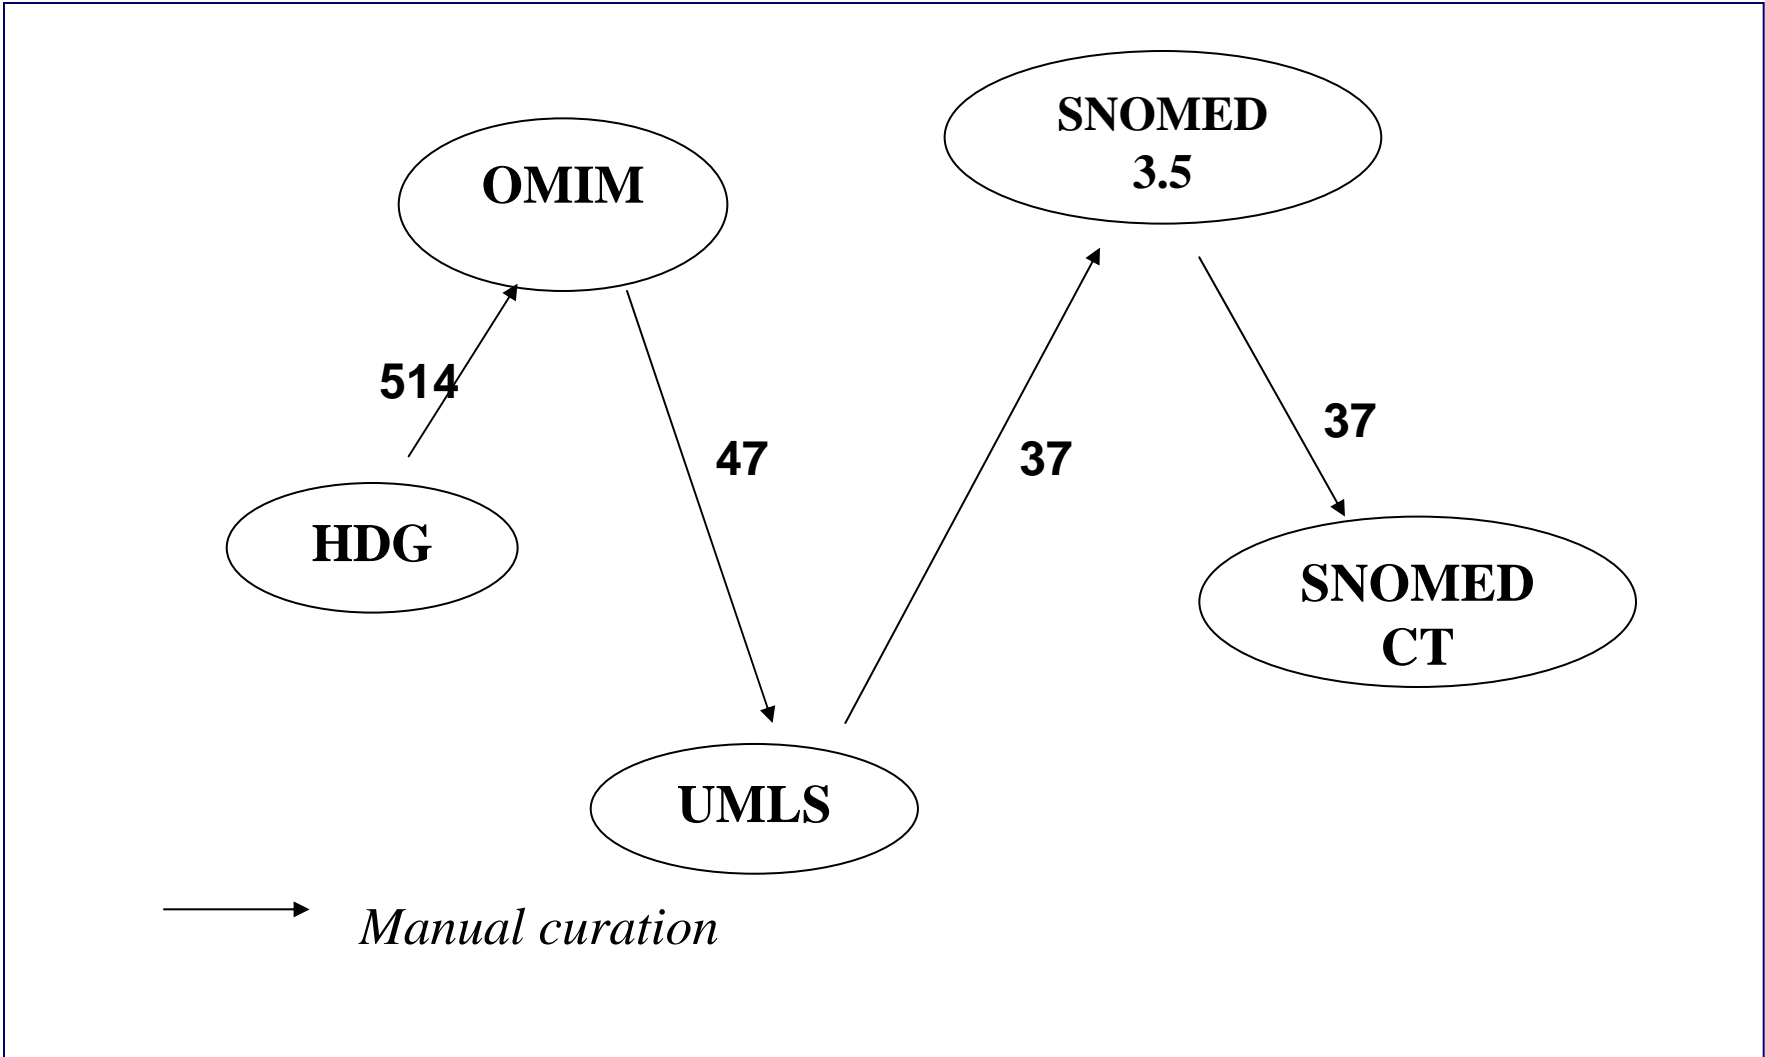 SNOMED
3.5
OMIM
514
37
47
37
HDG
SNOMED
CT
UMLS
Manual curation